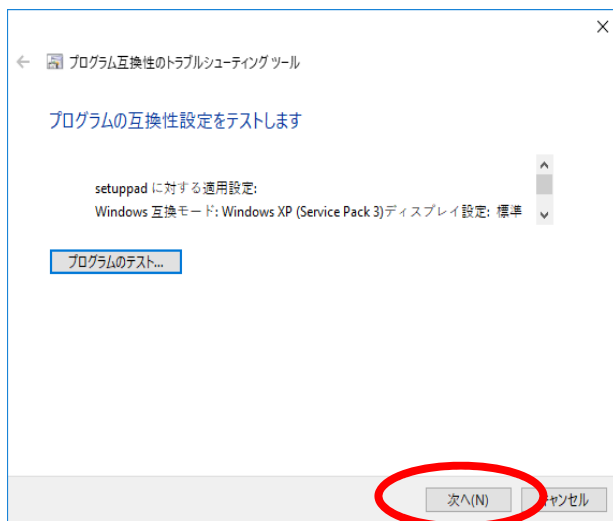 プログラム互換性のトラブルシューティング ツール
プログラムの互換性設定をテストします
setuppad に対する適用設定:
Windows 互換モード: Windows XP (Service Pack 3)ディスプレイ設定: 標準
プログラムのテスト...
次へ(N)
ャンセル